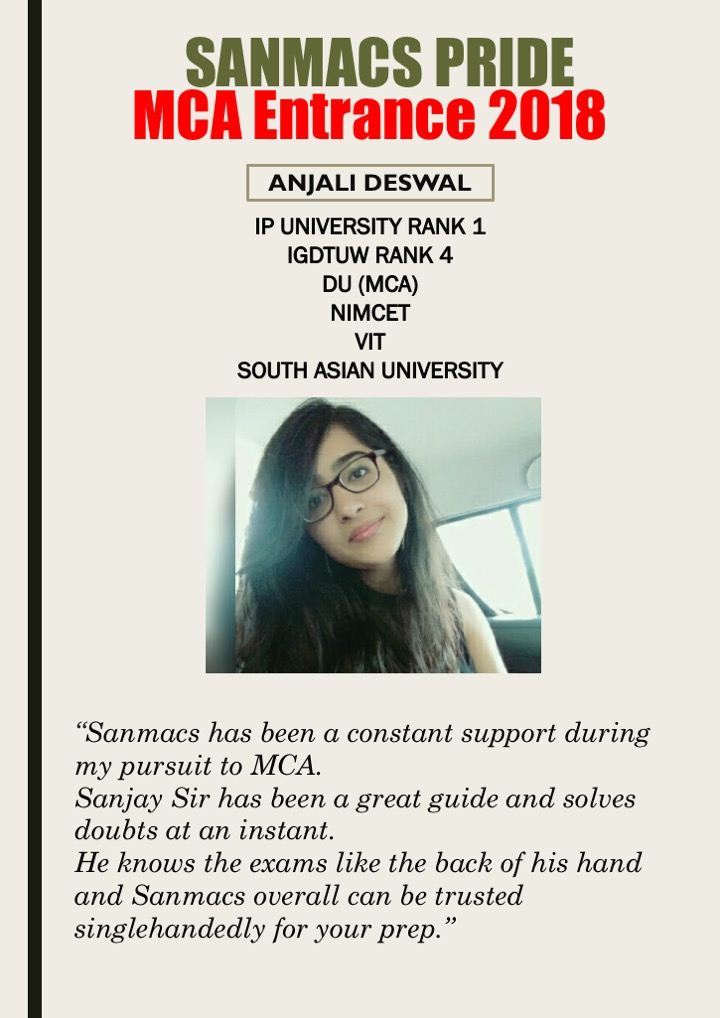 SANMACS PRIDE
MCA Entrance 2018
ANJALI DESWAL
IP UNIVERSITY RANK 1
IGDTUW RANK 4
DU (MCA)
NIMCET
VIT
SOUTH ASIAN UNIVERSITY
“Sanmacs has been a constant support during
my pursuit to MCA.
Sanjay Sir has been a great guide and solves
doubts at an instant.
He knows the exams like the back of his hand
and Sanmacs overall can be trusted
singlehandedly for your prep.”